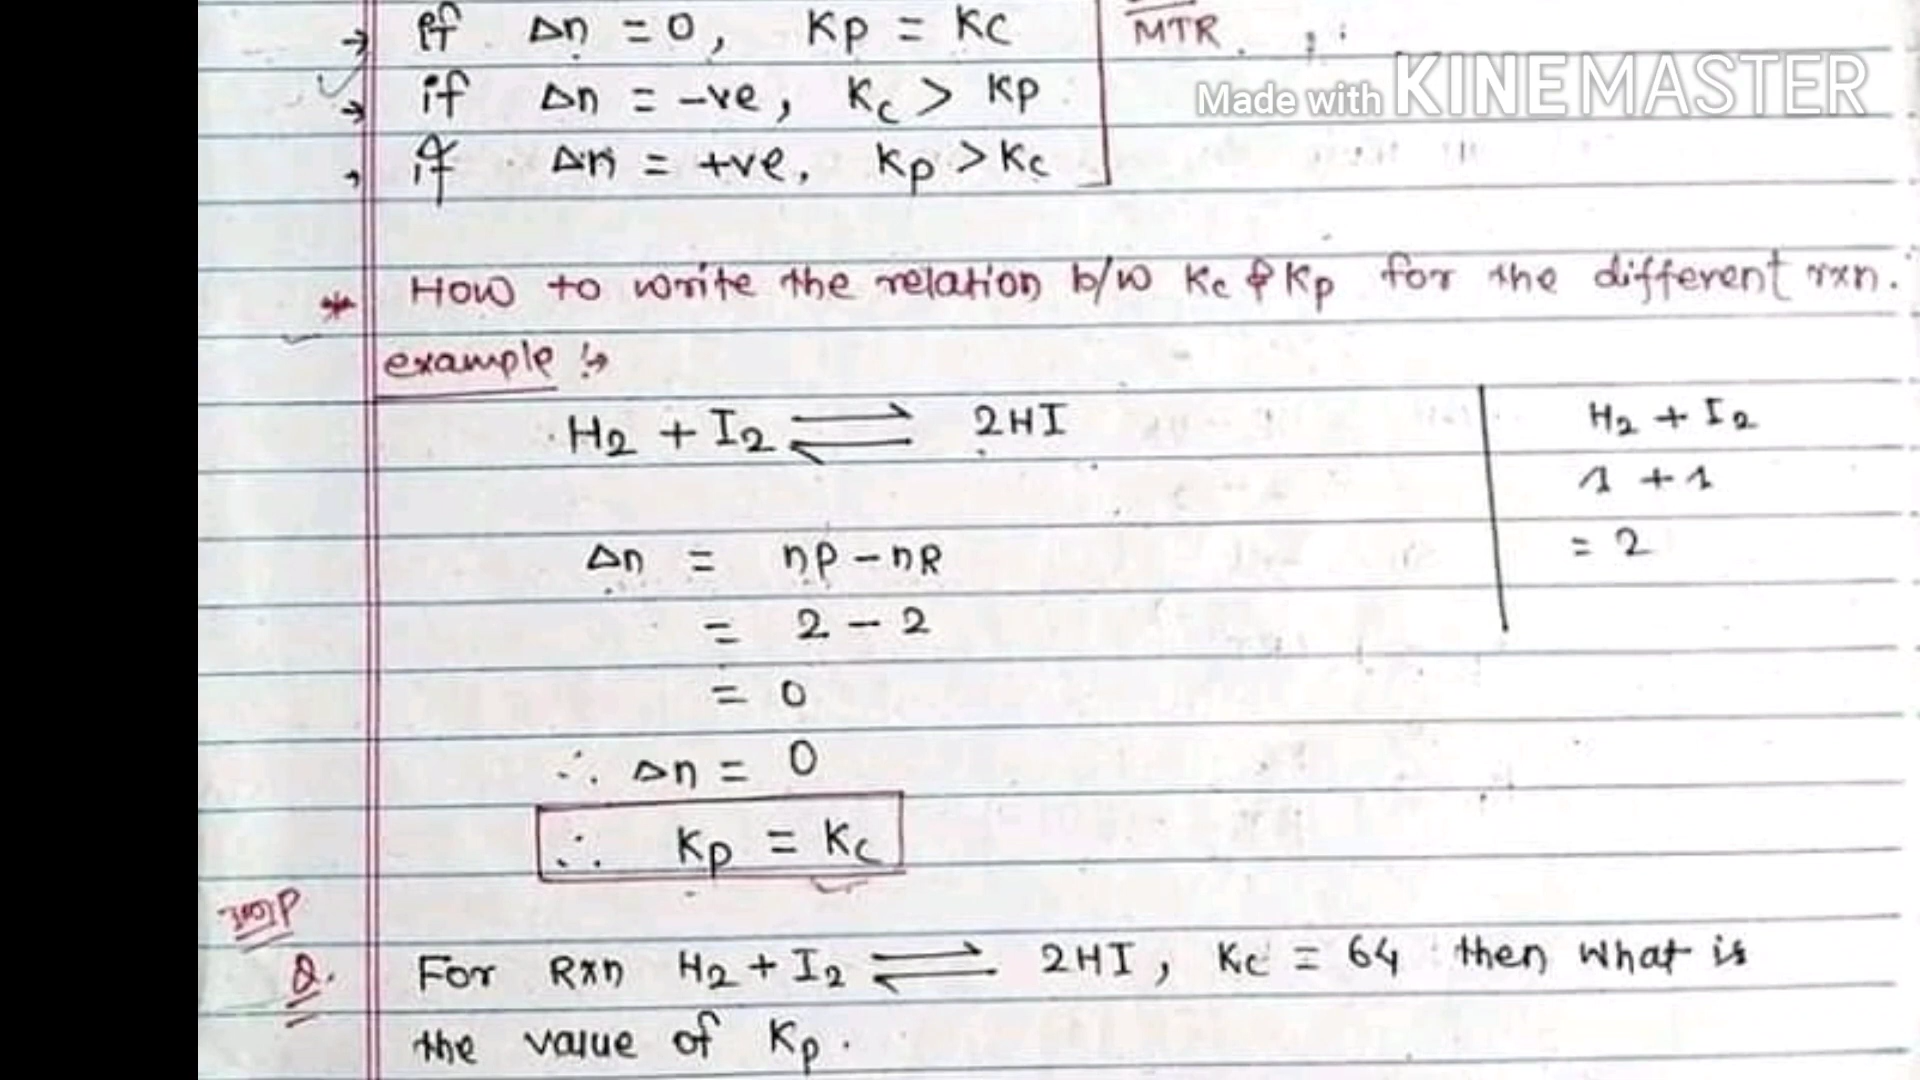 → if Δn = 0, Kp = Kc
MTR
→ if Δn = -ve, Kc > Kp
Made with KINEMASTER
if Δn = +ve, Kp > Kc
* How to write the relation b/w Kc & Kp for the different rxn.
example :→
H2 + I2 ⇌ 2HI
H2 + I2
1 + 1
= 2
Δn = nP - nR
= 2 - 2
= 0
∴ Δn = 0
∴ Kp = Kc
Imp
Q. For Rxn H2 + I2 ⇌ 2HI, Kc = 64 then what is
the value of Kp.